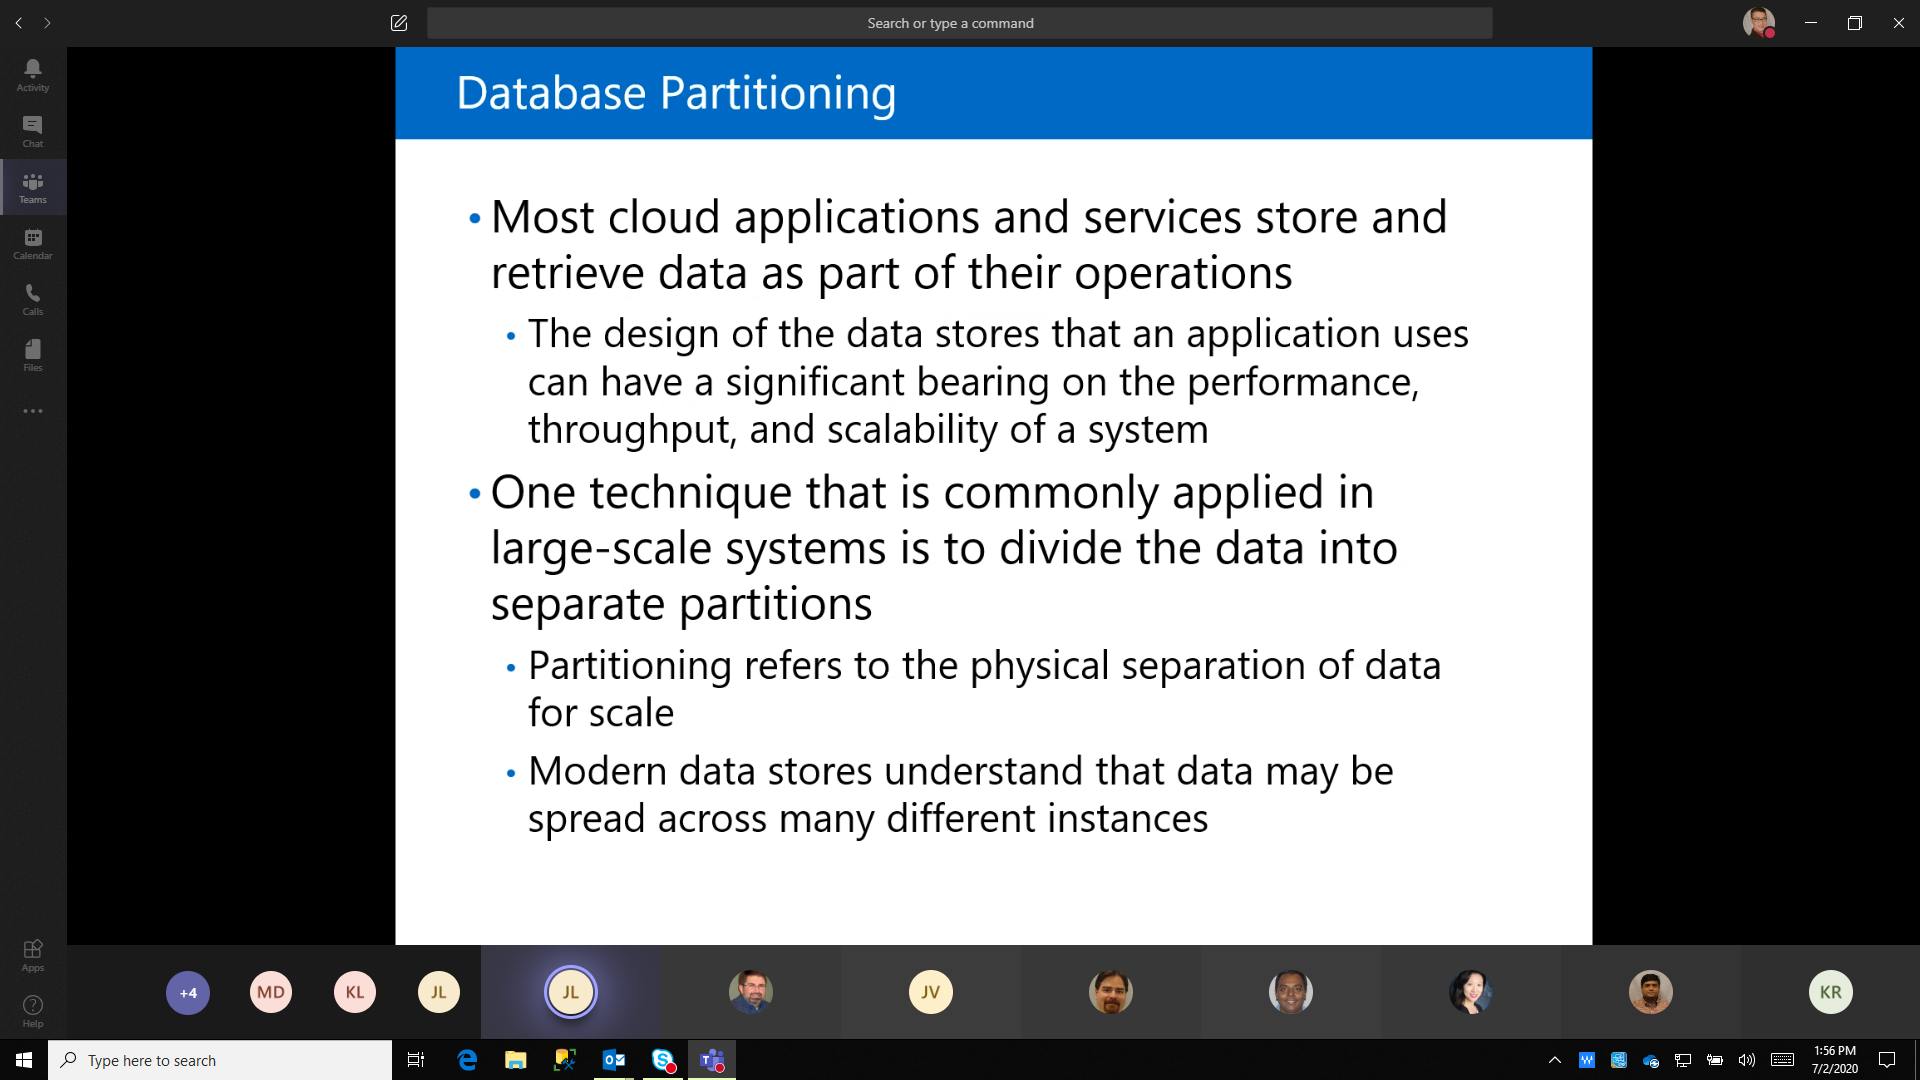 Search or type a command
Activity
Chat
Teams
Calendar
Calls
Files
Apps
Help
Database Partitioning
• Most cloud applications and services store and
retrieve data as part of their operations
• The design of the data stores that an application uses
can have a significant bearing on the performance,
throughput, and scalability of a system
• One technique that is commonly applied in
large-scale systems is to divide the data into
separate partitions
• Partitioning refers to the physical separation of data
for scale
• Modern data stores understand that data may be
spread across many different instances
+4
MD
KL
JL
JL
JV
KR
Type here to search
1:56 PM
7/2/2020